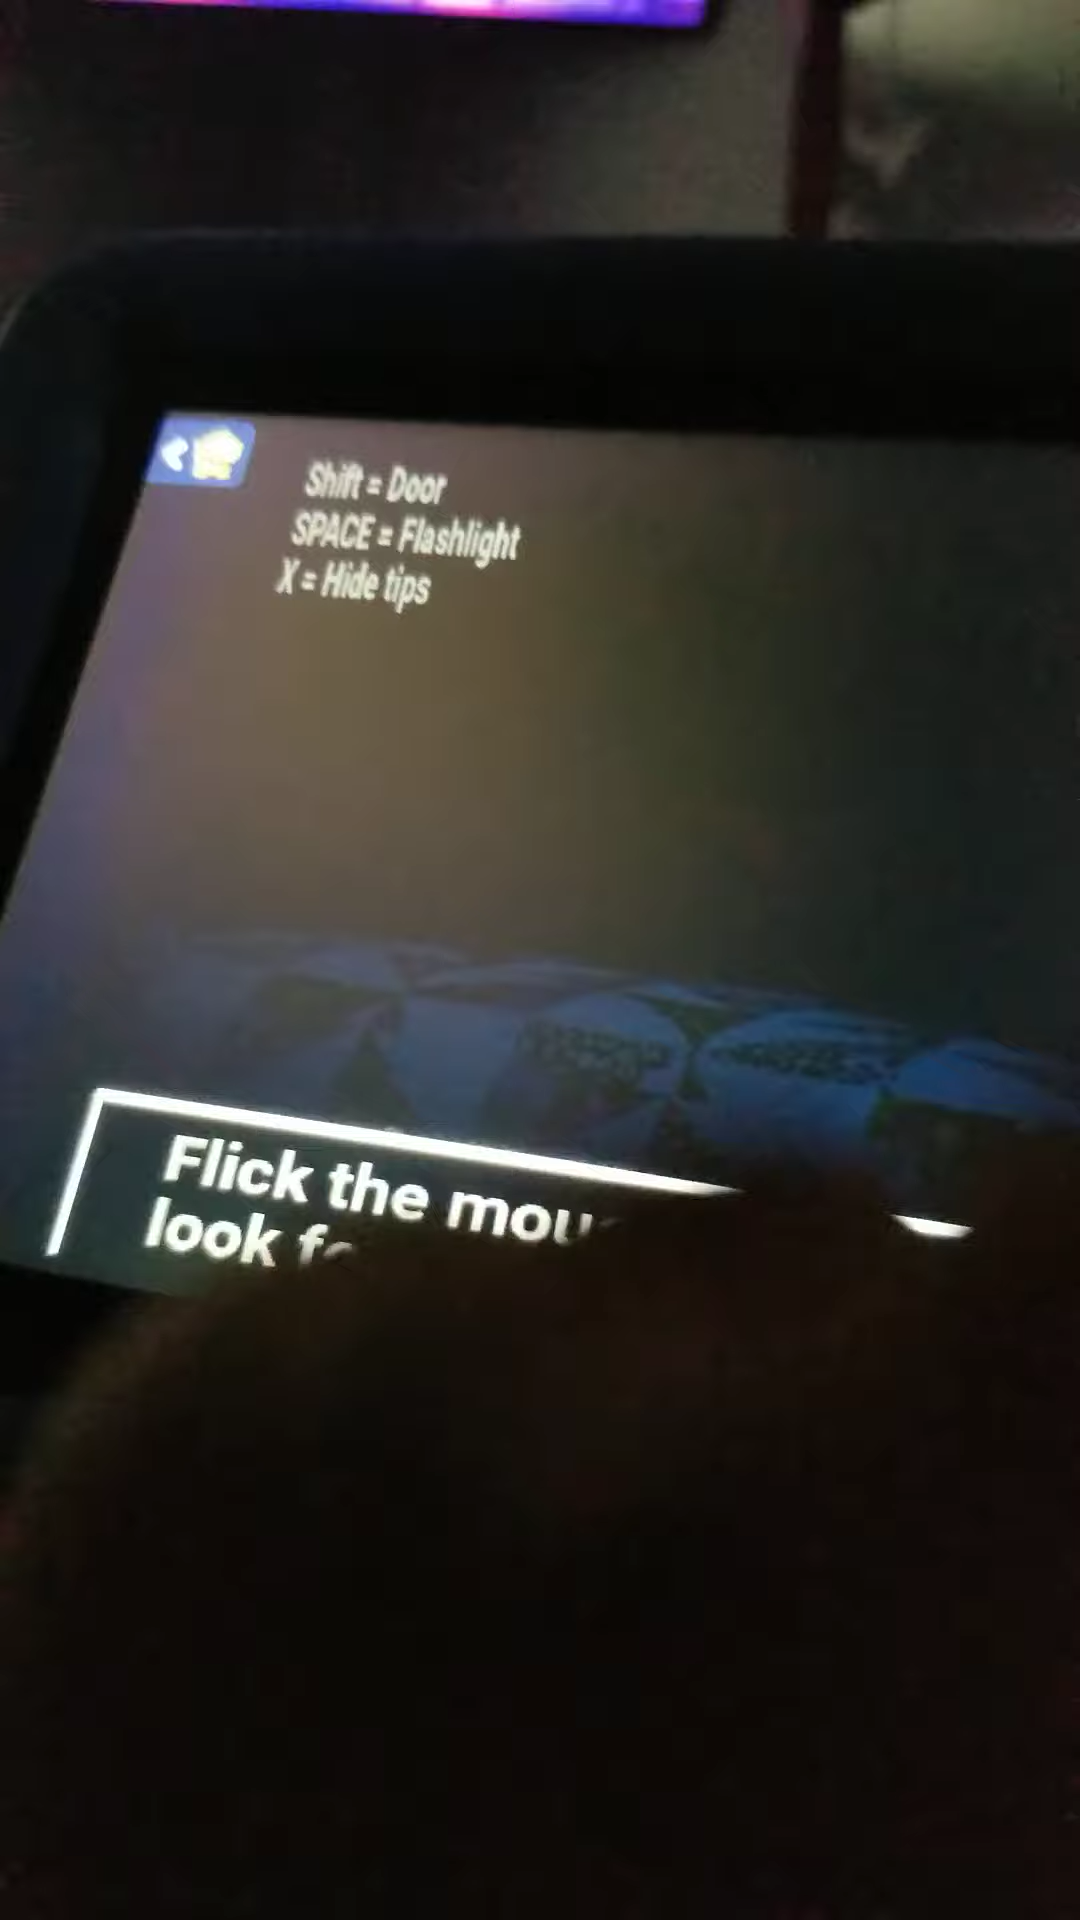 Shift = Door
SPACE = Flashlight
X = Hide tips
Flick the
look